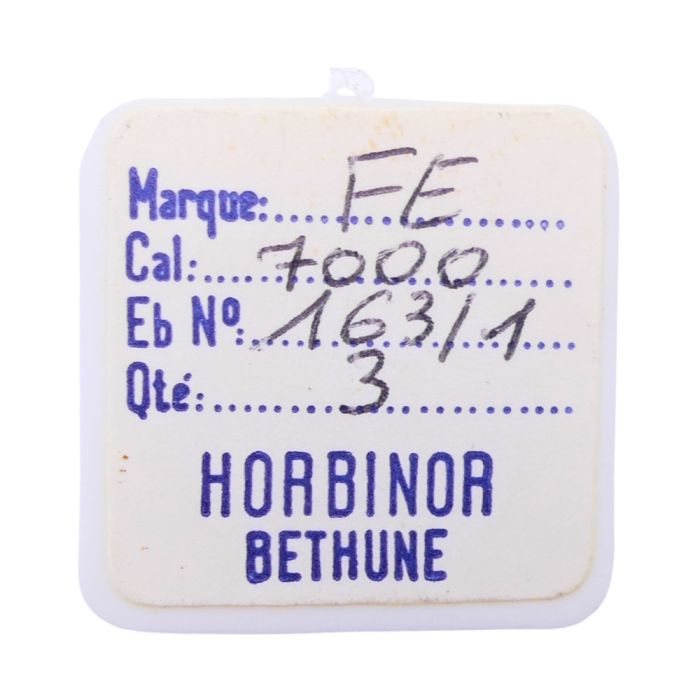 Marque: FE
Cal: 7000
Eb Nº: 163/1
Qté: 3
HORBINOR
BETHUNE